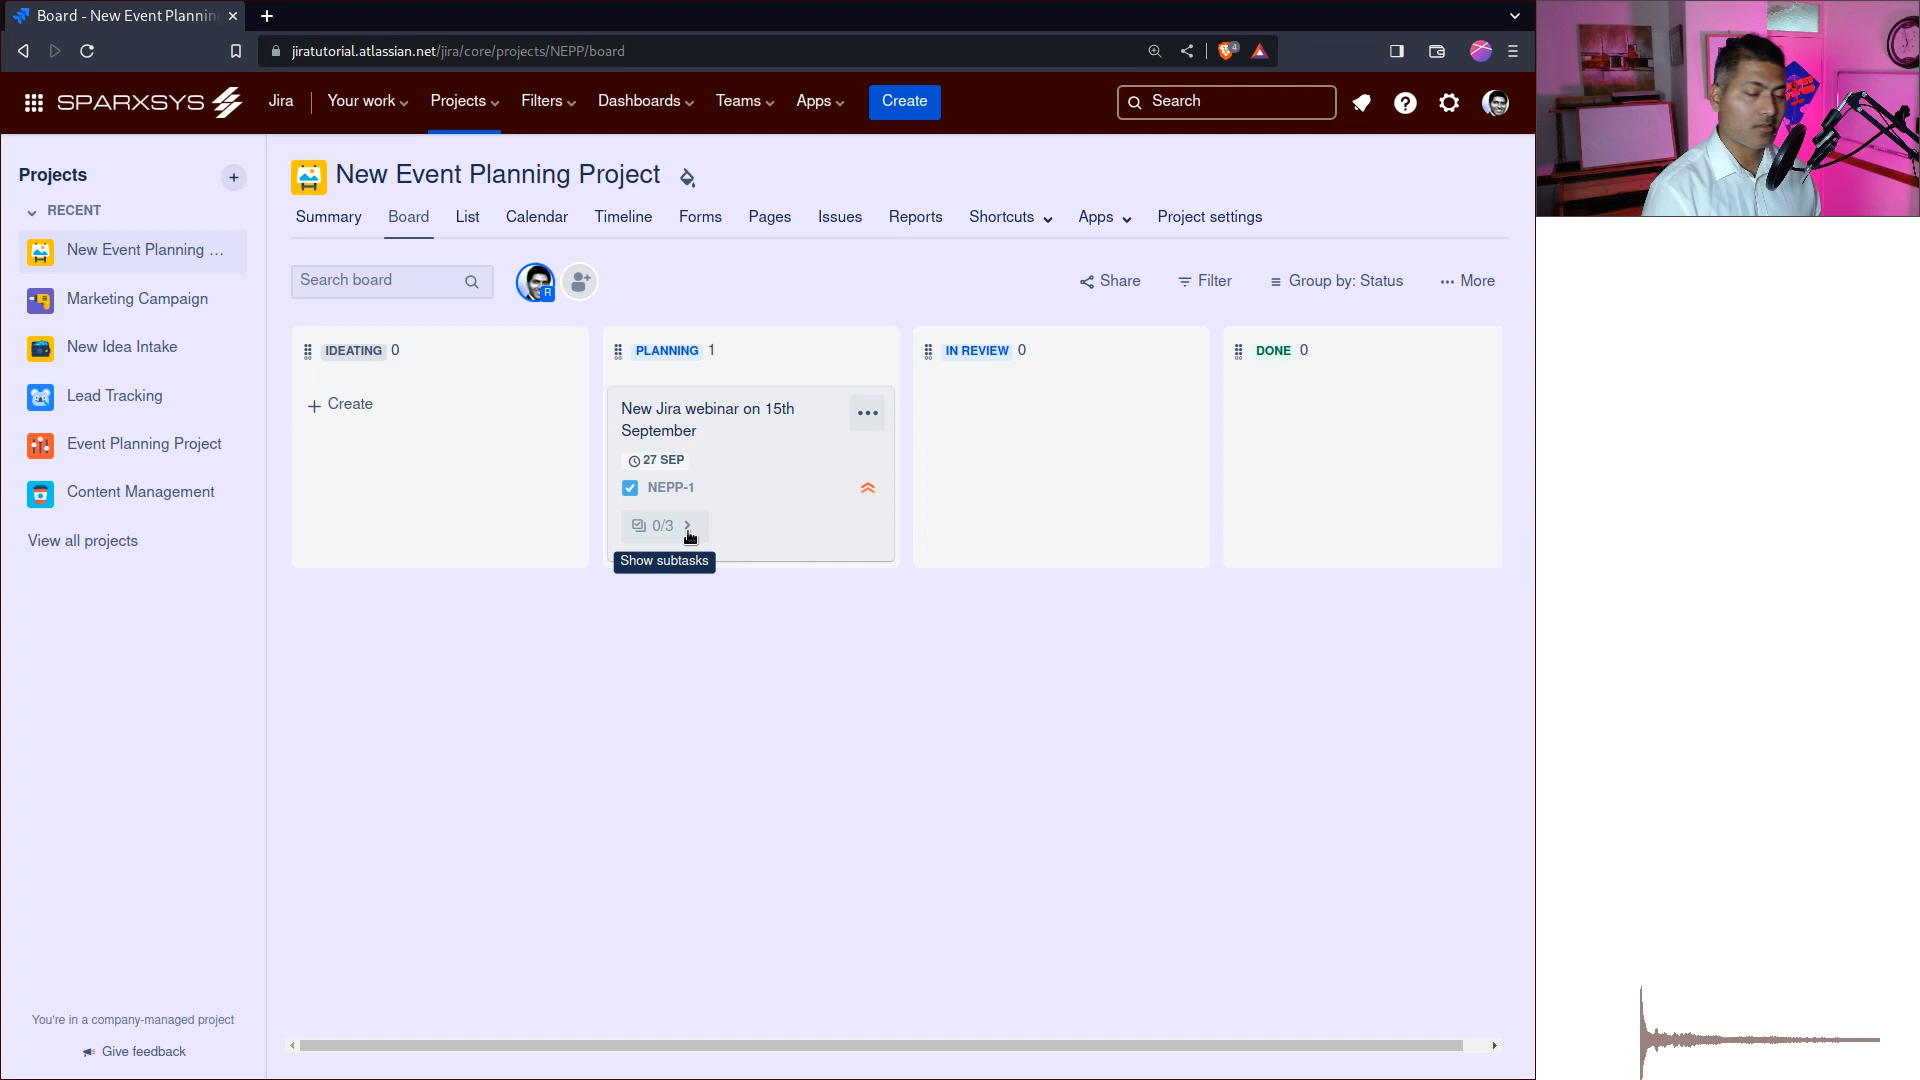 Board - New Event Plannin
jiratutorial.atlassian.net/jira/core/projects/NEPP/board
4
SPARXSYS
Jira
Your work
Projects
Filters
Dashboards
Teams
Apps
Create
Search
Projects
RECENT
New Event Planning ...
Marketing Campaign
New Idea Intake
Lead Tracking
Event Planning Project
Content Management
View all projects
You're in a company-managed project
Give feedback
New Event Planning Project
Summary
Board
List
Calendar
Timeline
Forms
Pages
Issues
Reports
Shortcuts
Apps
Project settings
Search board
R
Share
Filter
Group by: Status
More
IDEATING 0
Create
PLANNING 1
New Jira webinar on 15th
September
27 SEP
NEPP-1
0/3
Show subtasks
IN REVIEW 0
DONE 0